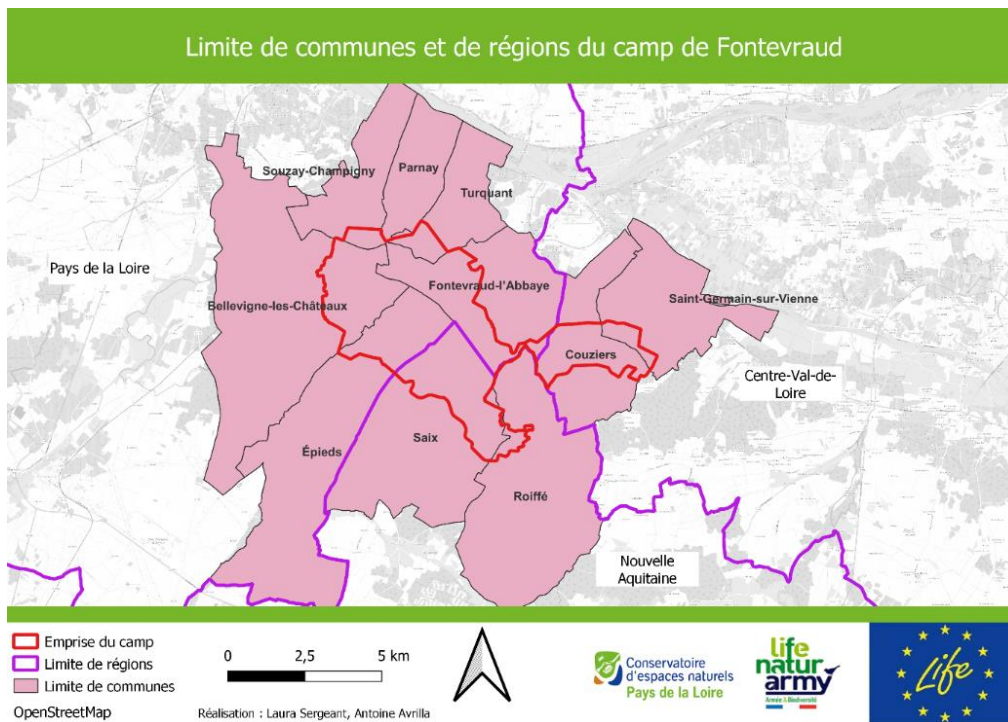 Limite de communes et de régions du camp de Fontevraud
Souzay-Champigny
Parnay
Turquant
Pays de la Loire
Fontevraud-l'Abbaye
Bellevigne-les-Châteaux
Saint-Germain-sur-Vienne
Couziers
Centre-Val-de-
Loire
Épieds
Saix
Roiffé
Nouvelle
Aquitaine
Emprise du camp
Limite de régions
Limite de communes
OpenStreetMap
0 2,5 5 km
Réalisation : Laura Sergeant, Antoine Avrilla
Conservatoire
d'espaces naturels
Pays de la Loire
life
natur
army
Armée & Biodiversité
Life